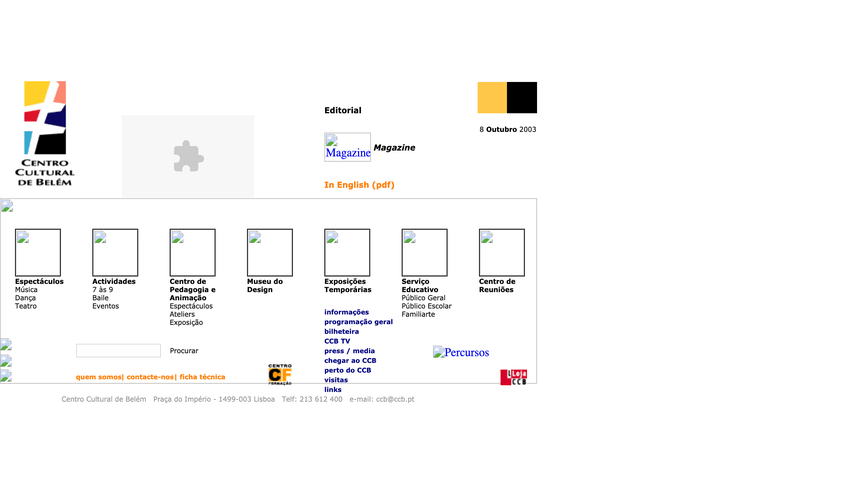 Editorial
8 Outubro 2003
Magazine Magazine
CENTRO
CULTURAL
DE BELÉM
In English (pdf)
Espectáculos
Música
Dança
Teatro
Actividades
7 às 9
Baile
Eventos
Centro de
Pedagogia e
Animação
Espectáculos
Ateliers
Exposição
Museu do
Design
Exposições
Temporárias
Serviço
Educativo
Público Geral
Público Escolar
Familiarte
Centro de
Reuniões
informações
programação geral
bilheteira
CCB TV
press / media
chegar ao CCB
perto do CCB
visitas
links
Procurar
Percursos
quem somos| contacte-nos| ficha técnica
CENTRO
CF
FORMAÇÃO
LOJA
CCB
Centro Cultural de Belém Praça do Império - 1499-003 Lisboa Telf: 213 612 400 e-mail: ccb@ccb.pt